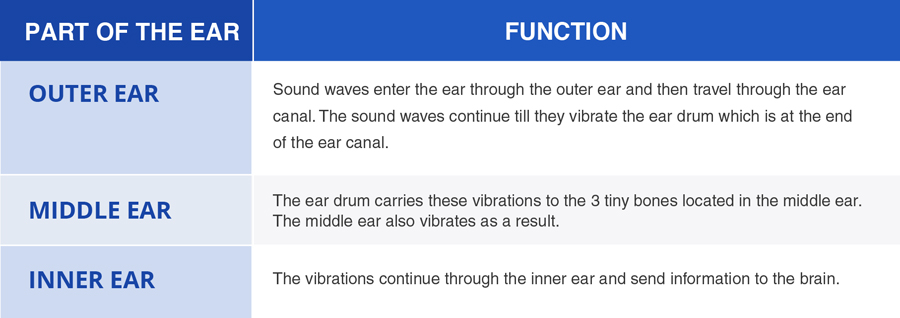 PART OF THE EAR
FUNCTION
OUTER EAR
Sound waves enter the ear through the outer ear and then travel through the ear
canal. The sound waves continue till they vibrate the ear drum which is at the end
of the ear canal.
MIDDLE EAR
The ear drum carries these vibrations to the 3 tiny bones located in the middle ear.
The middle ear also vibrates as a result.
INNER EAR
The vibrations continue through the inner ear and send information to the brain.